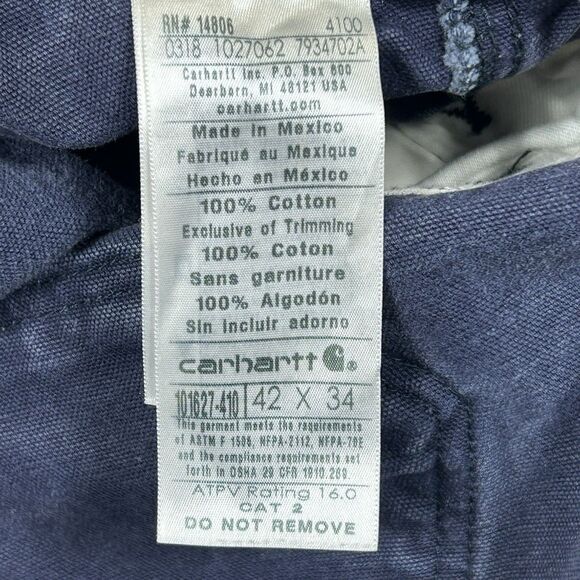 RN# 14806 4100
0318 1027062 7934702A
Carhartt Inc. P.O. Box 600
Dearborn, MI 48121 USA
carhartt.com
Made in Mexico
Fabriqué au Mexique
Hecho en México
100% Cotton
Exclusive of Trimming
100% Coton
Sans garniture
100% Algodón
Sin incluir adorno
carhartt ®
101627-410 42 X 34
This garment meets the requirements
of ASTM F 1506, NFPA-2112, NFPA-70E
and the compliance requirements set
forth in OSHA 29 CFR 1910.269.
ATPV Rating 16.0
CAT 2
DO NOT REMOVE